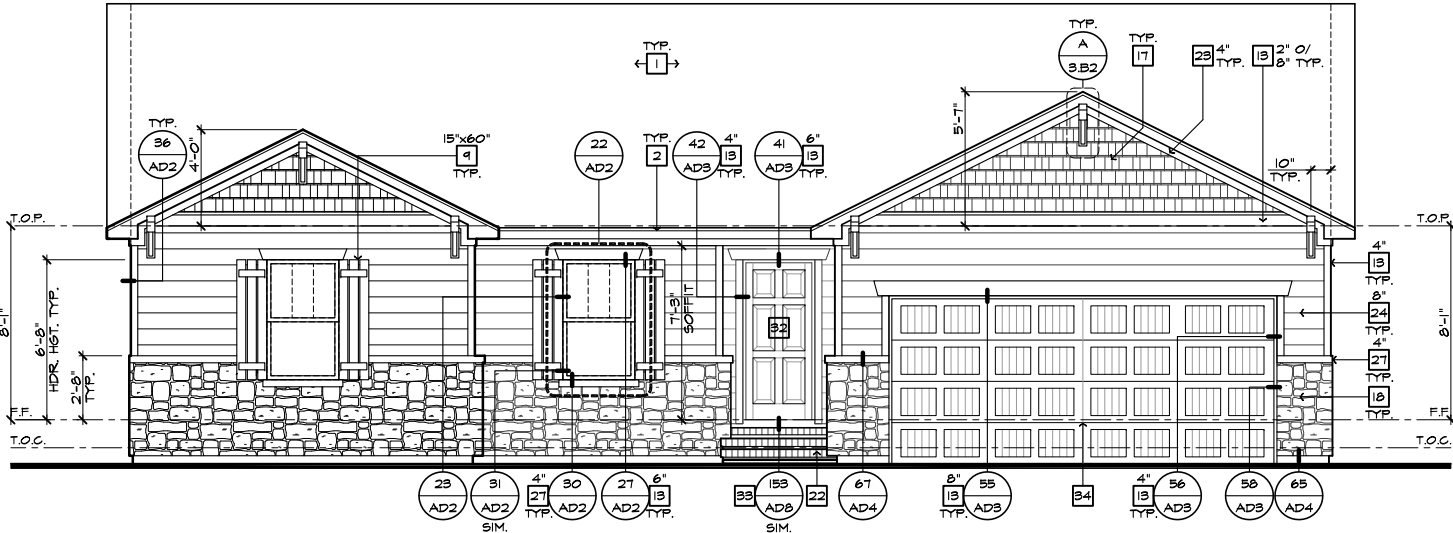 TYP.
A
3.B2
TYP.
17
23 4"
TYP.
13 2" O/
8" TYP.
TYP.
1
TYP.
36
AD2
4'-0"
15"x60"
9
TYP.
22
AD2
TYP.
2
42
AD3
4"
13
TYP.
41
AD3
6"
13
TYP.
5'-7"
10"
TYP.
T.O.P.
T.O.P.
8'-1"
6'-8"
HDR. HGT. TYP.
2'-8"
TYP.
7'-3"
SOFFIT
32
4"
13
TYP.
8"
24
TYP.
4"
27
TYP.
18
TYP.
8'-1"
F.F.
F.F.
T.O.C.
T.O.C.
23
AD2
31
AD2
SIM.
4"
27
TYP.
30
AD2
27
AD2
6"
13
TYP.
33
153
AD8
SIM.
22
67
AD4
8"
13
TYP.
55
AD3
34
4"
13
TYP.
56
AD3
58
AD3
65
AD4